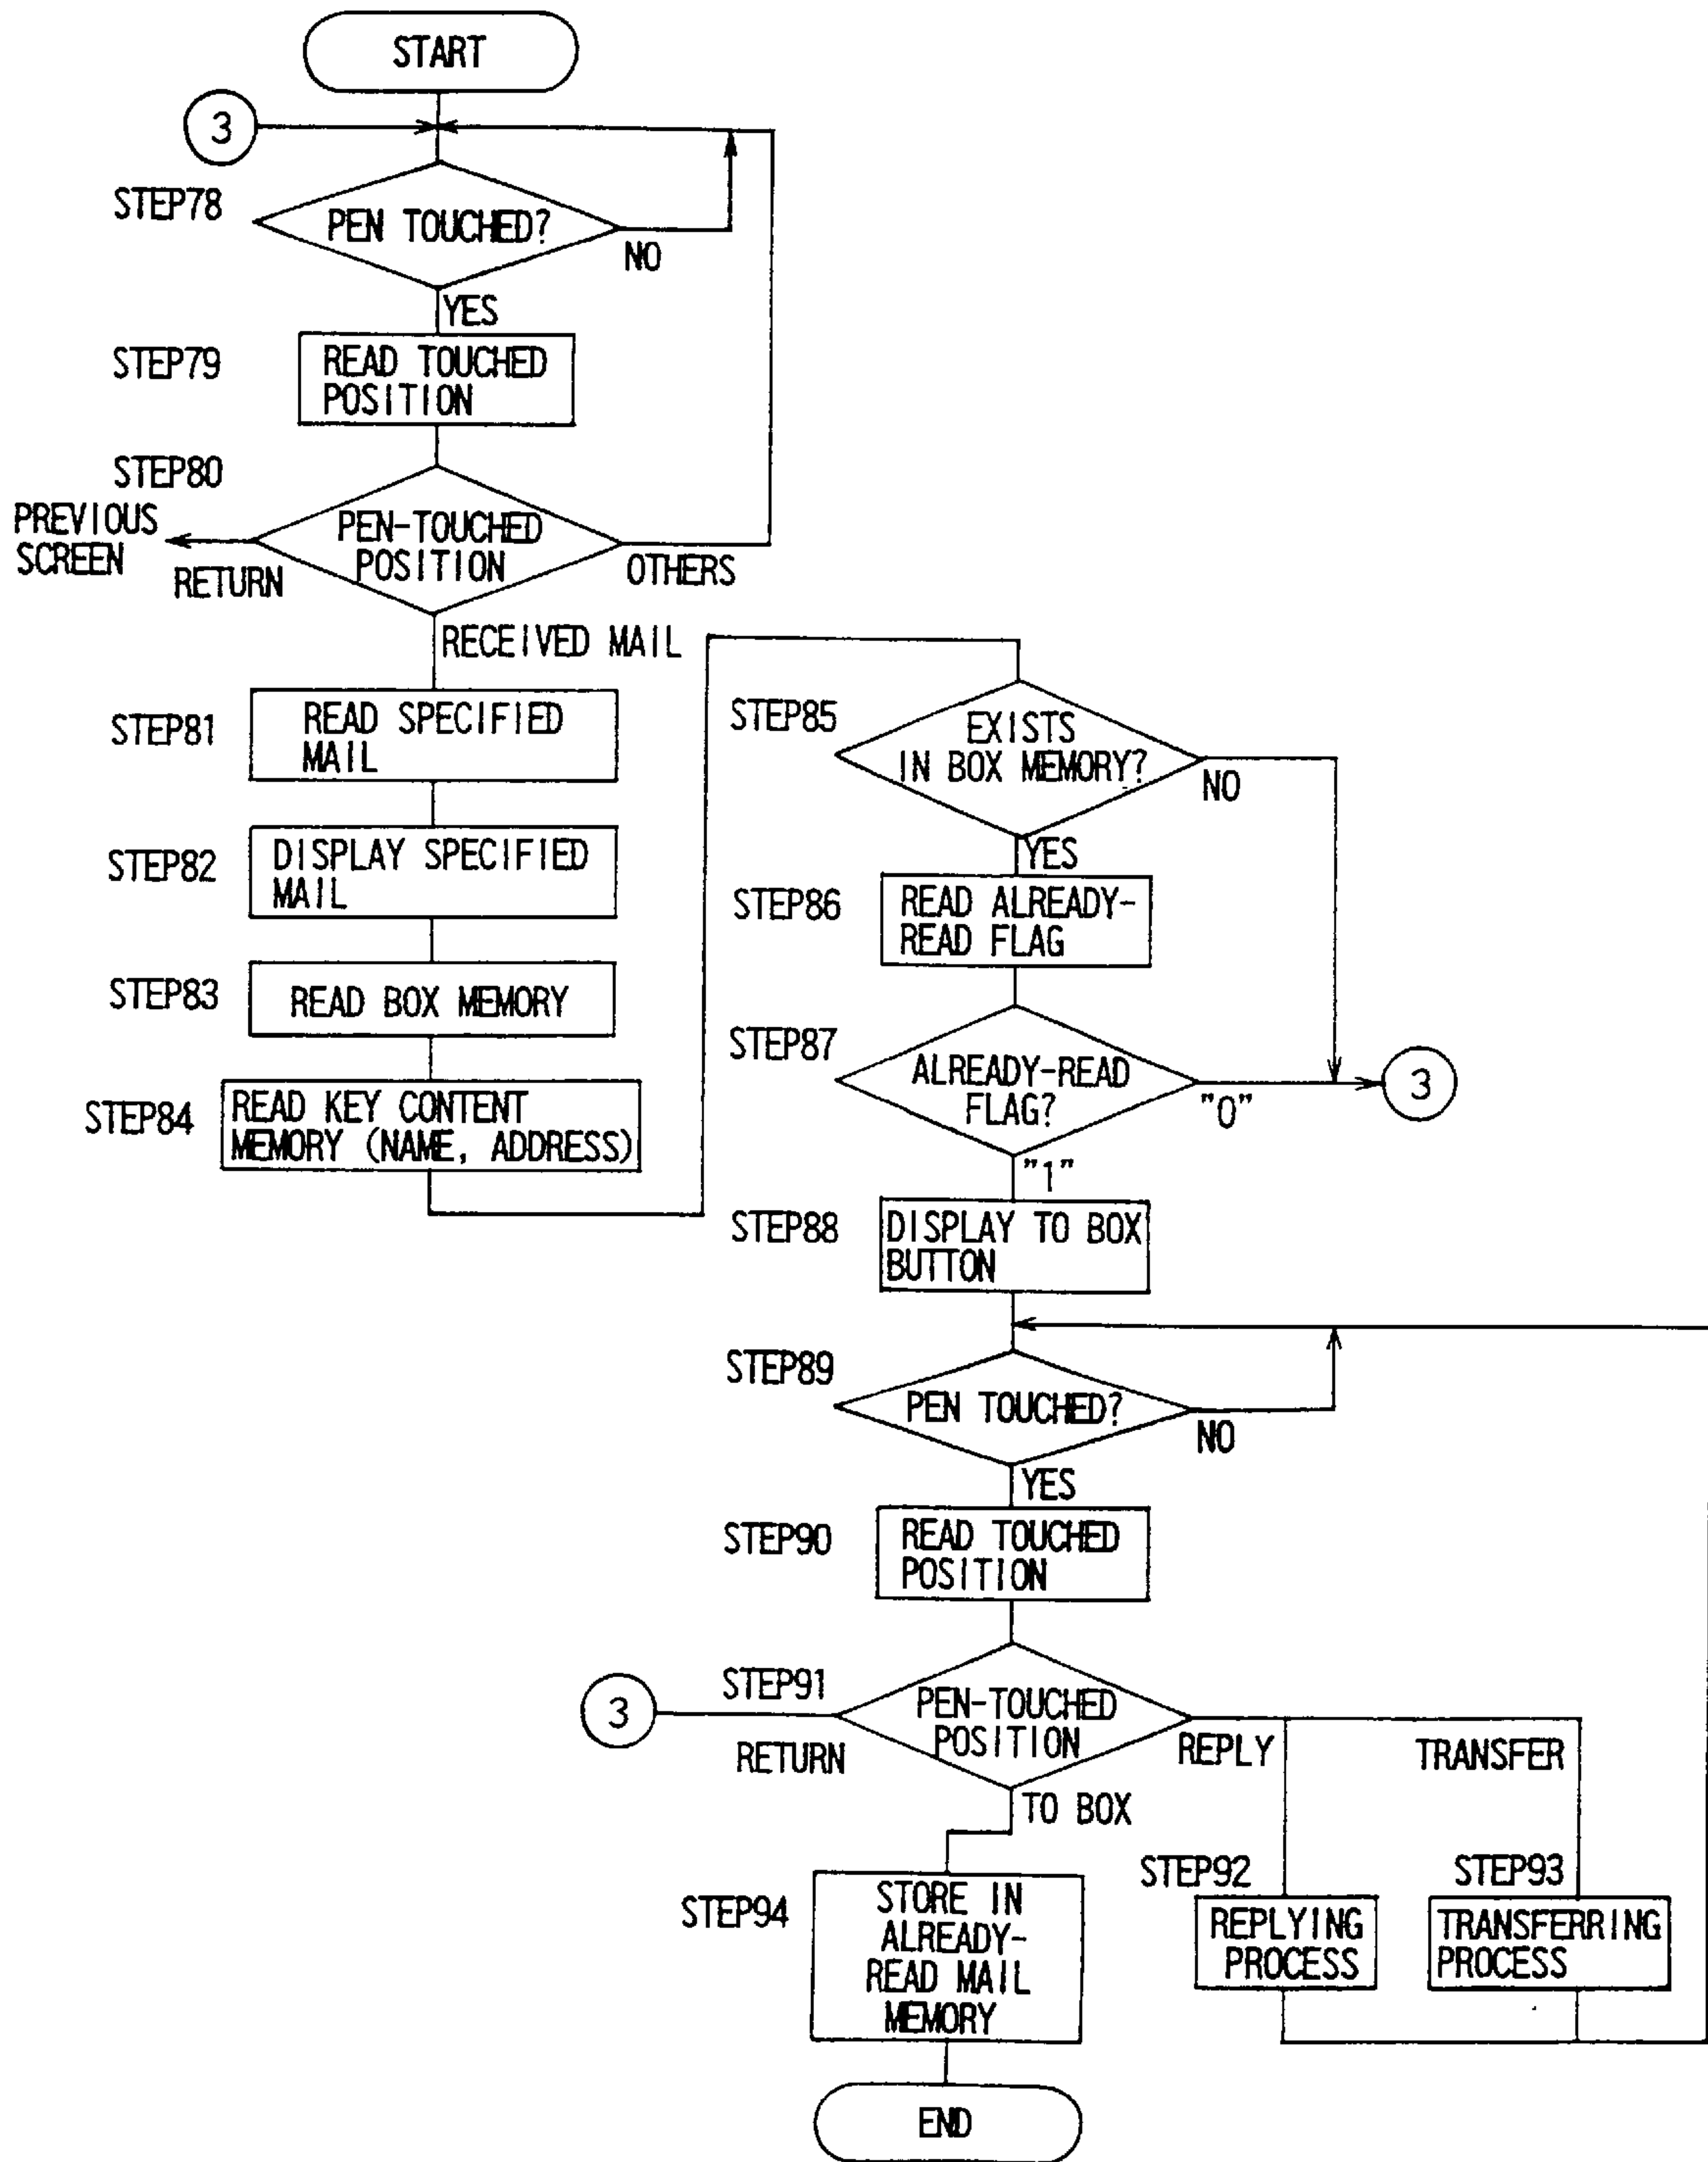 START
3
STEP78
PEN TOUCHED?
NO
YES
STEP79
READ TOUCHED
POSITION
STEP80
PREVIOUS
SCREEN
RETURN
PEN-TOUCHED
POSITION
OTHERS
RECEIVED MAIL
STEP81
READ SPECIFIED
MAIL
STEP82
DISPLAY SPECIFIED
MAIL
STEP83
READ BOX MEMORY
STEP84
READ KEY CONTENT
MEMORY (NAME, ADDRESS)
STEP85
EXISTS
IN BOX MEMORY?
NO
YES
STEP86
READ ALREADY-
READ FLAG
STEP87
ALREADY-READ
FLAG?
"0"
3
"1"
STEP88
DISPLAY TO BOX
BUTTON
STEP89
PEN TOUCHED?
NO
YES
STEP90
READ TOUCHED
POSITION
STEP91
3
RETURN
PEN-TOUCHED
POSITION
REPLY
TRANSFER
TO BOX
STEP92
REPLYING
PROCESS
STEP93
TRANSFERRING
PROCESS
STEP94
STORE IN
ALREADY-
READ MAIL
MEMORY
END